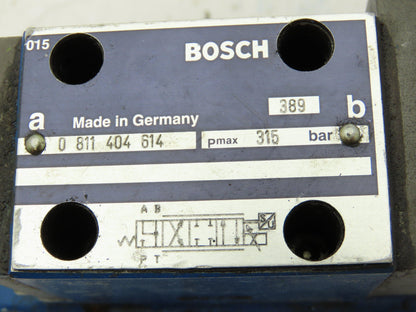 015
BOSCH
389
a Made in Germany b
0 811 404 614 pmax 315 bar
A B
P T